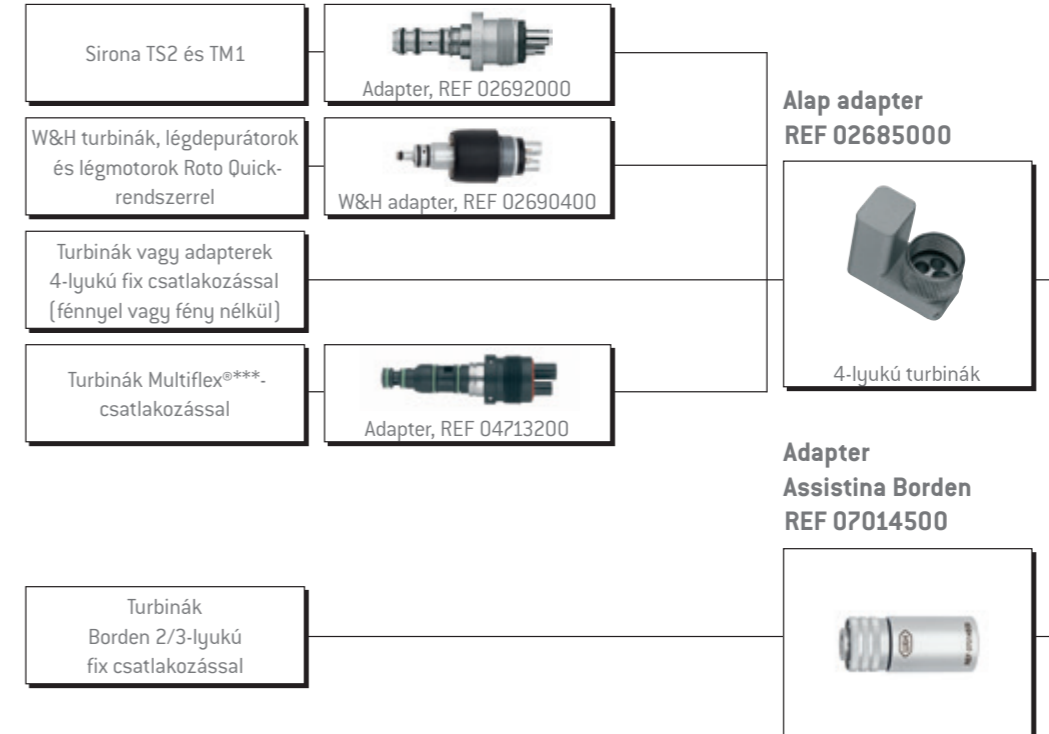 Sirona TS2 és TM1
Adapter, REF 02692000
W&H turbinák, légdepurátorok
és légmotorok Roto Quick-
rendszerrel
W&H adapter, REF 02690400
Turbinák vagy adapterek
4-lyukú fix csatlakozással
(fénnyel vagy fény nélkül)
Turbinák Multiflex®***-
csatlakozással
Adapter, REF 04713200
Alap adapter
REF 02685000
4-lyukú turbinák
Adapter
Assistina Borden
REF 07014500
Turbinák
Borden 2/3-lyukú
fix csatlakozással